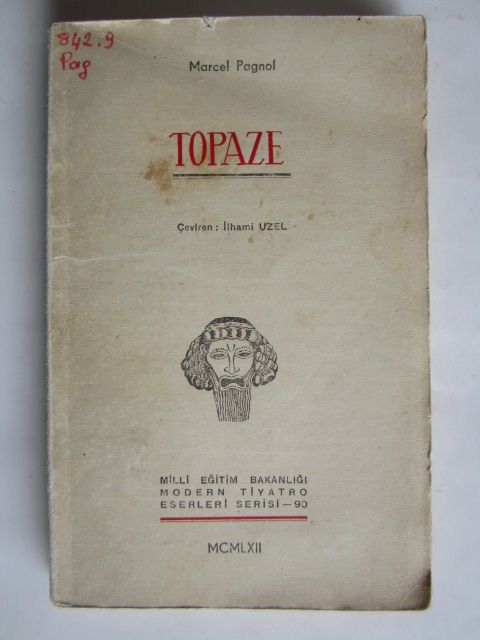 842.9
Pag
Marcel Pagnol
TOPAZE
Çeviren : İlhami UZEL
MİLLÎ EĞİTİM BAKANLIĞI
MODERN TİYATRO
ESERLERİ SERİSİ — 90
MCMLXII